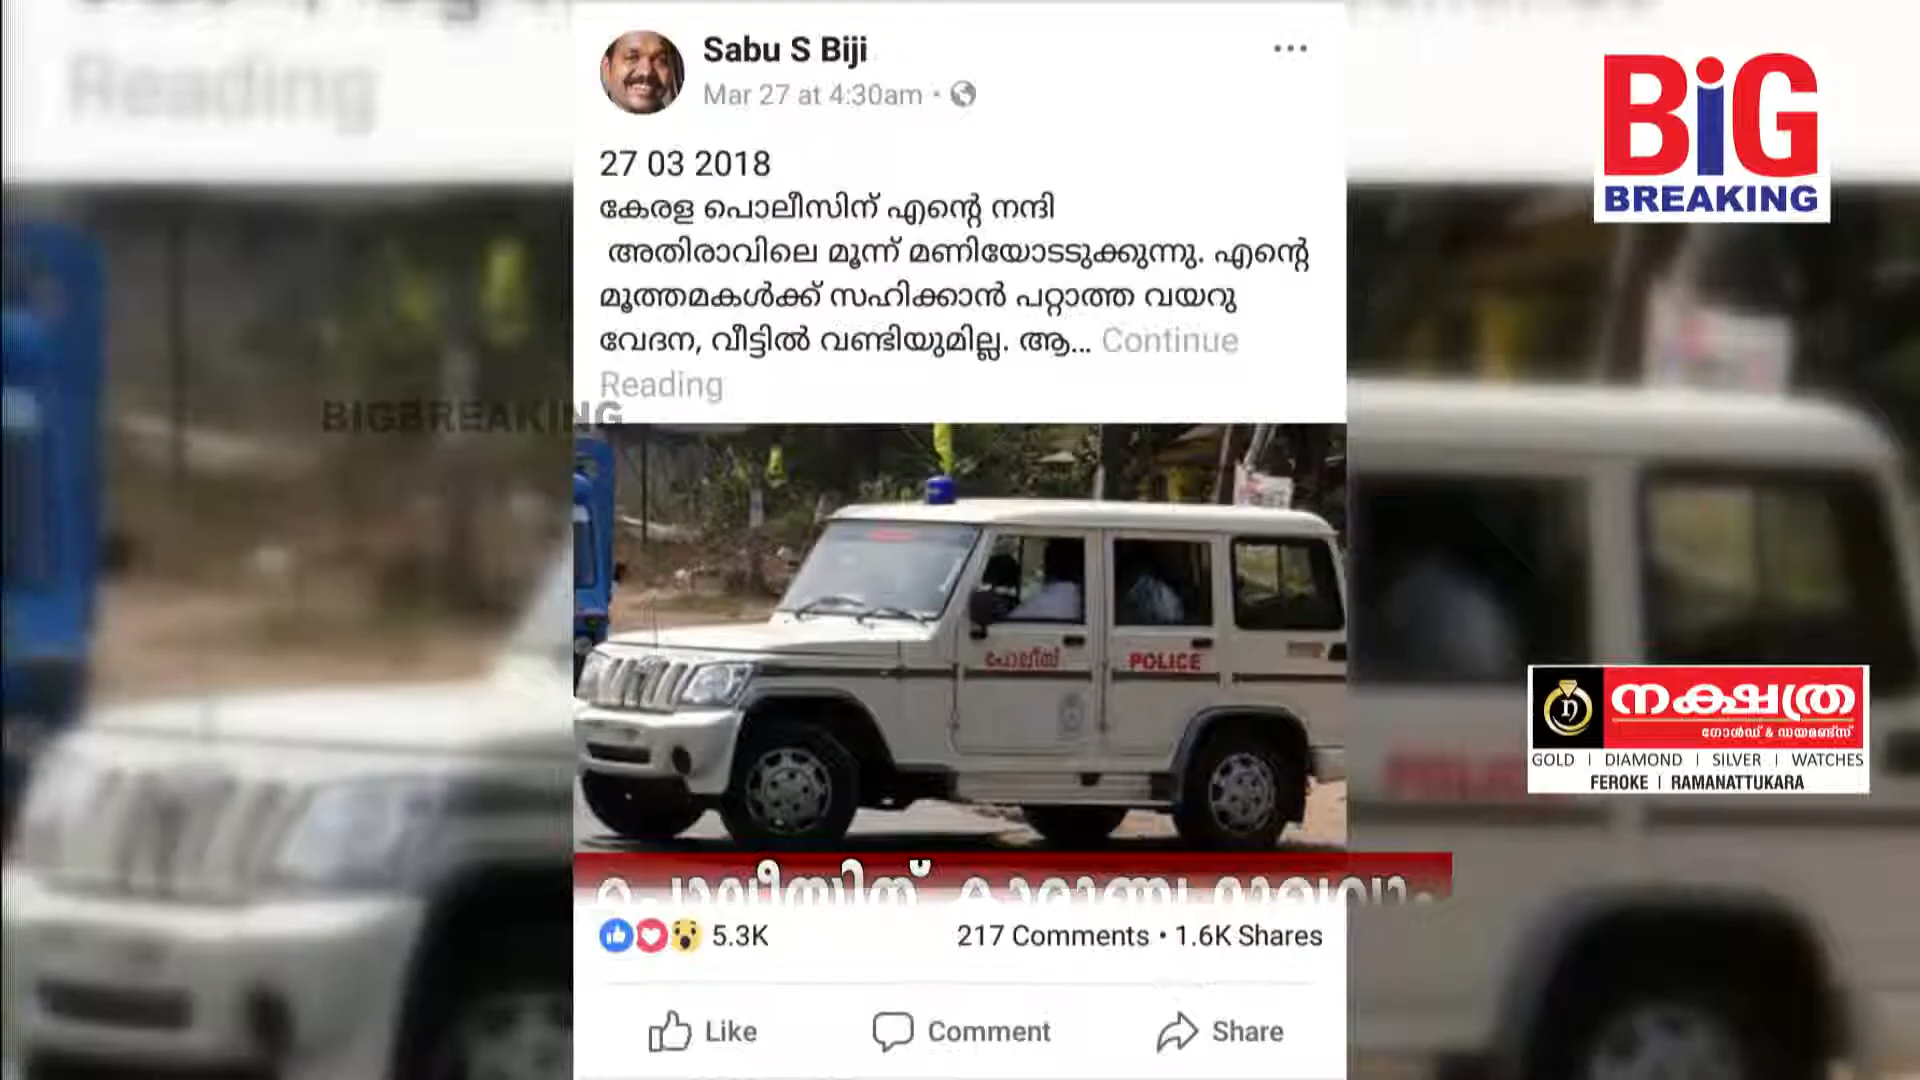 Reading
Sabu S Biji
Mar 27 at 4:30am
27 03 2018
കേരള പൊലീസിന് എന്റെ നന്ദി
അതിരാവിലെ മൂന്ന് മണിയോടടുക്കുന്നു. എന്റെ
മൂത്തമകൾക്ക് സഹിക്കാൻ പറ്റാത്ത വയറു
വേദന, വീട്ടിൽ വണ്ടിയുമില്ല. ആ... Continue
Reading
BIGBREAKING
BiG
BREAKING
പോലീസ്
POLICE
നക്ഷത്ര
ഗോൾഡ് & ഡയമണ്ട്സ്
GOLD | DIAMOND | SILVER | WATCHES
FEROKE | RAMANATTUKARA
5.3K
217 Comments • 1.6K Shares
Like
Comment
Share